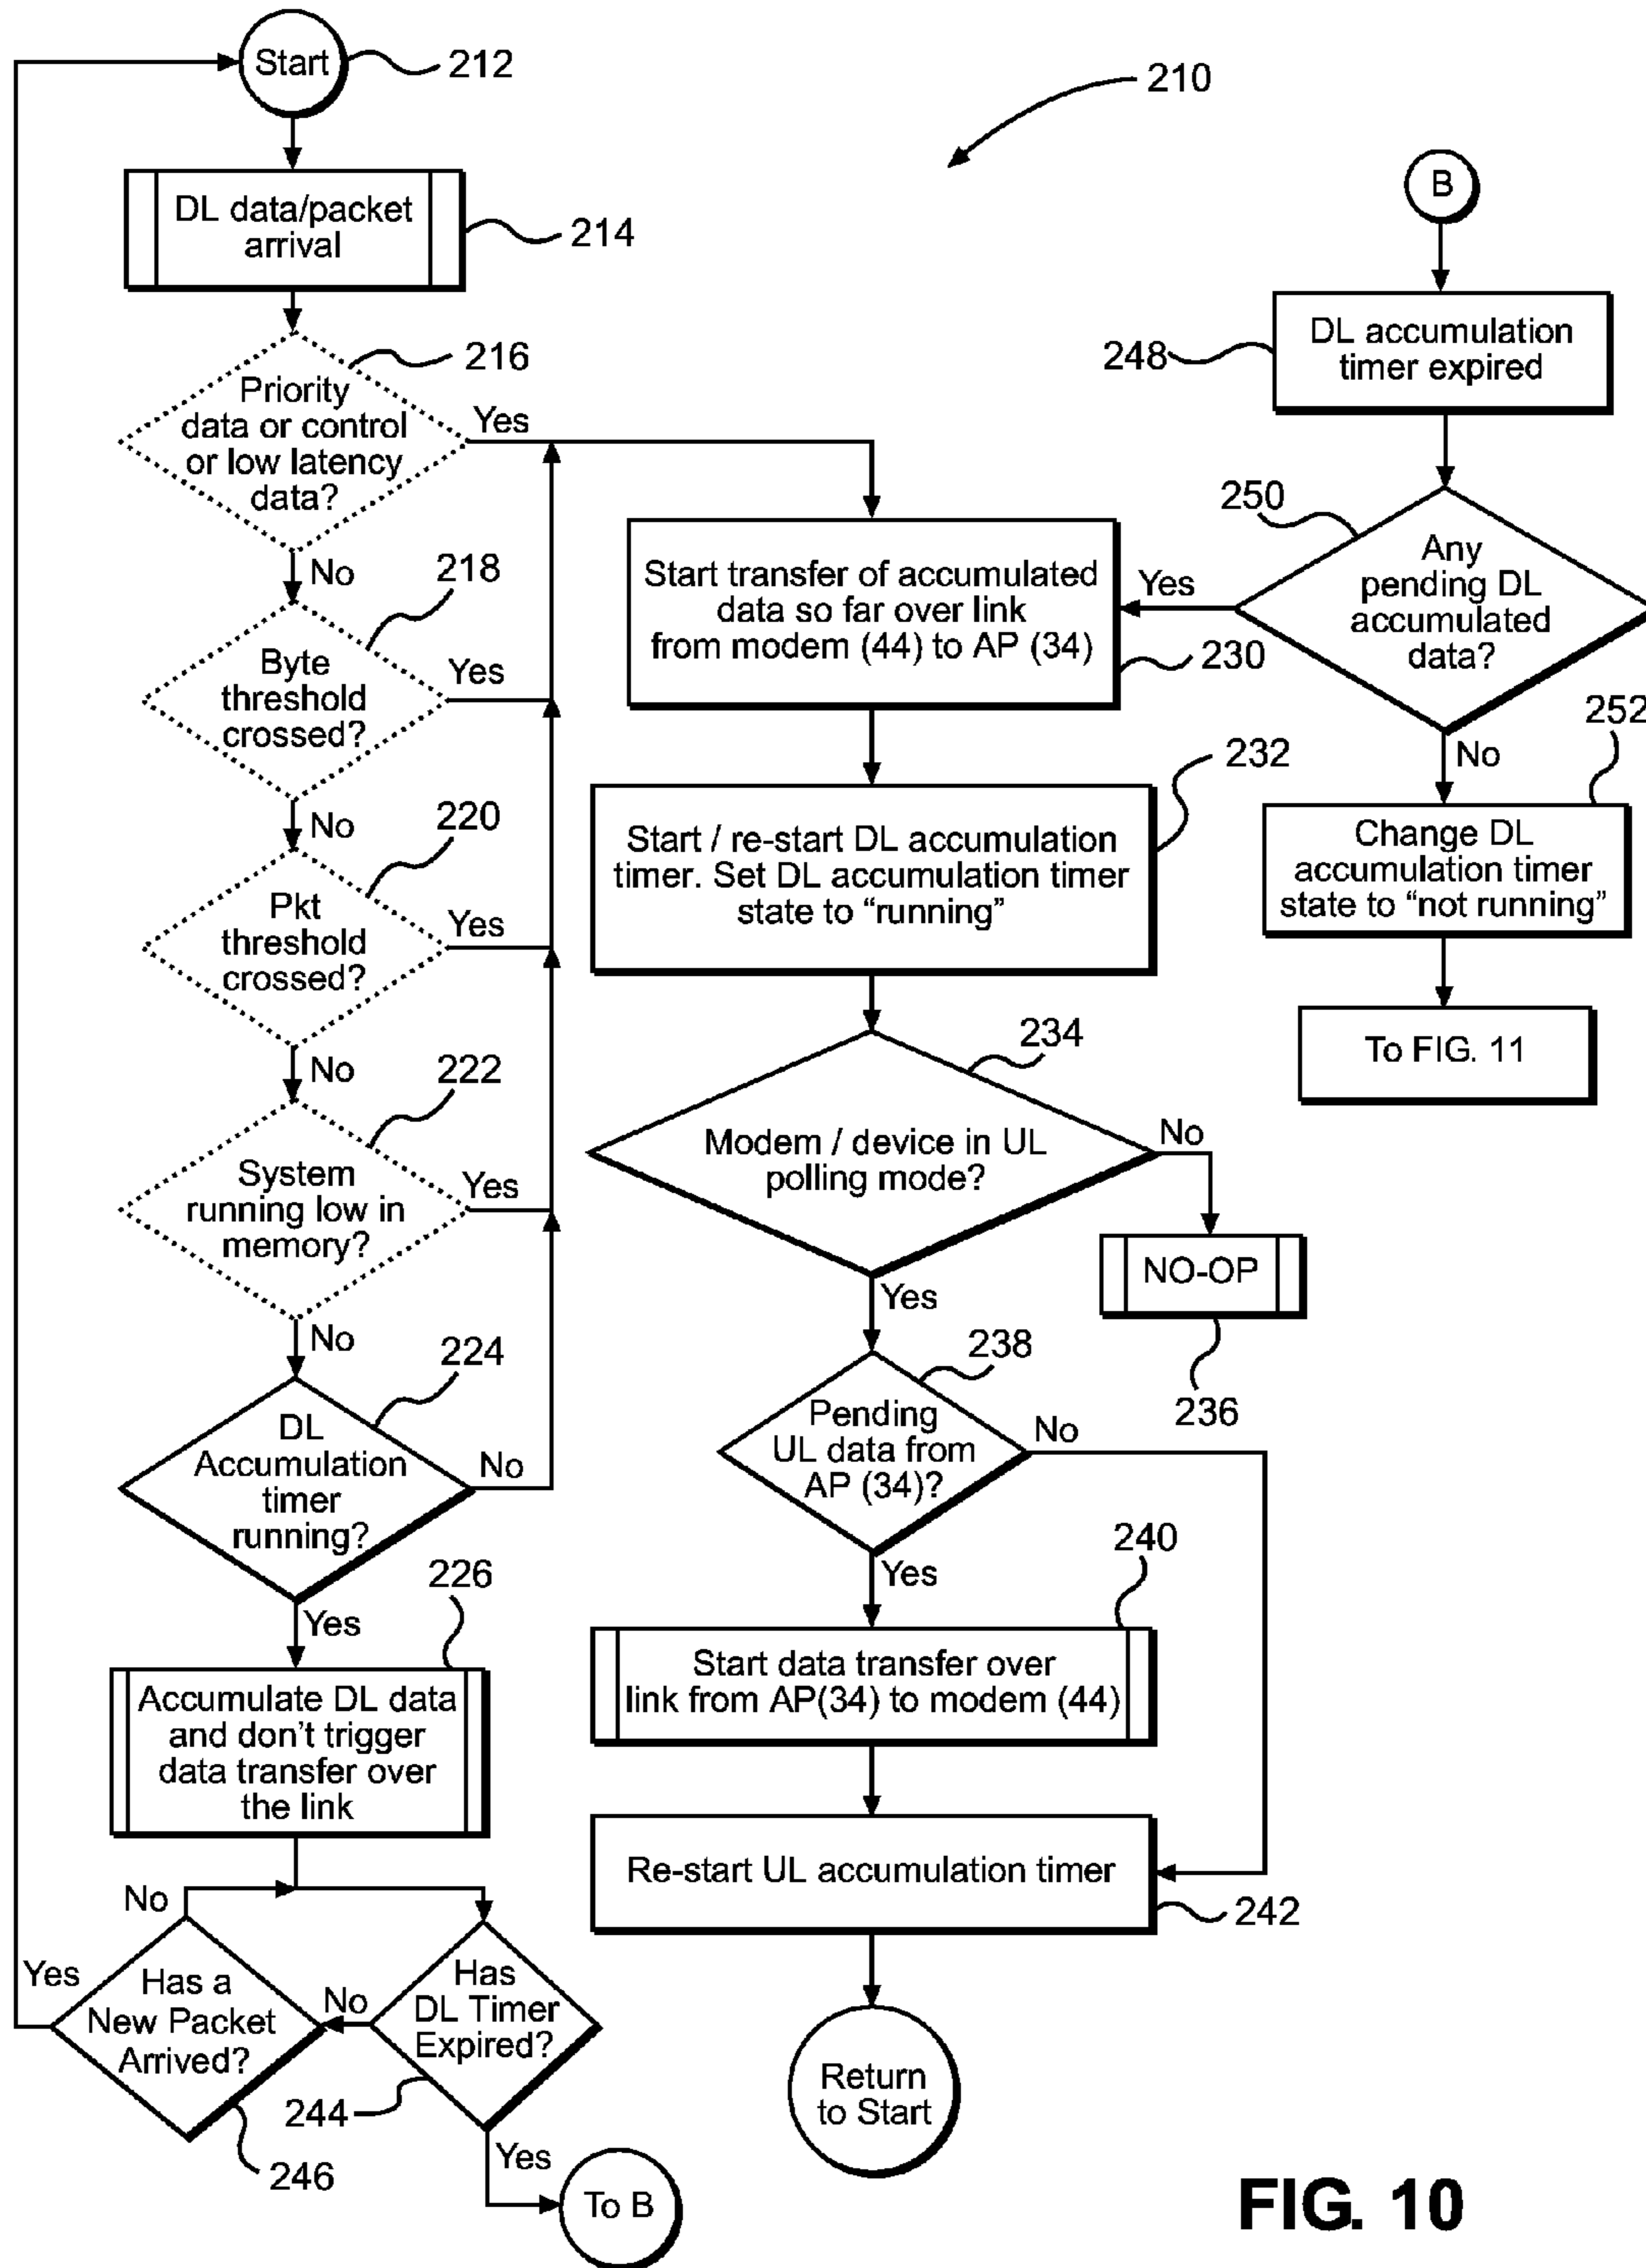 Start
212
210
DL data/packet
arrival
214
B
DL accumulation
timer expired
248
216
Priority
data or control
or low latency
data?
Yes
No
218
Byte
threshold
crossed?
Yes
No
220
Pkt
threshold
crossed?
Yes
No
222
System
running low in
memory?
Yes
No
224
DL
Accumulation
timer
running?
No
Yes
226
Accumulate DL data
and don't trigger
data transfer over
the link
No
Has a
New Packet
Arrived?
Yes
246
No
Has
DL Timer
Expired?
244
Yes
To B
Start transfer of accumulated
data so far over link
from modem (44) to AP (34)
230
Start / re-start DL accumulation
timer. Set DL accumulation timer
state to “running”
232
234
Modem / device in UL
polling mode?
No
NO-OP
236
Yes
238
Pending
UL data from
AP (34)?
No
Yes
240
Start data transfer over
link from AP(34) to modem (44)
Re-start UL accumulation timer
242
Return
to Start
250
Any
pending DL
accumulated
data?
Yes
No
252
Change DL
accumulation timer
state to “not running”
To FIG. 11
FIG. 10